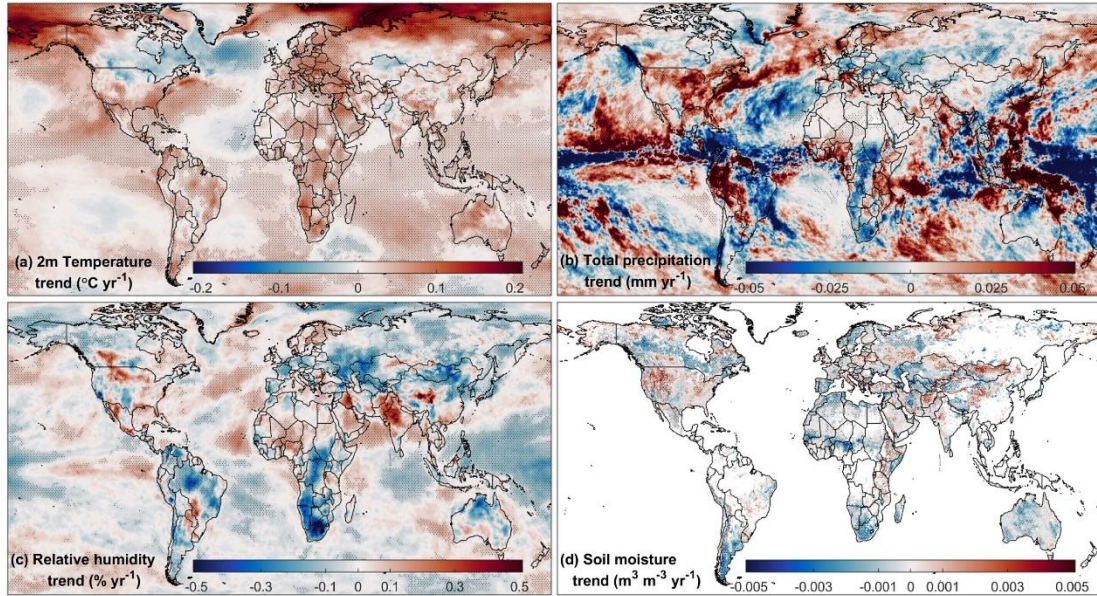 (a) 2m Temperature
trend (°C yr⁻¹)
-0.2 -0.1 0 0.1 0.2
(b) Total precipitation
trend (mm yr⁻¹)
-0.05 -0.025 0 0.025 0.05
(c) Relative humidity
trend (% yr⁻¹)
-0.5 -0.3 -0.1 0 0.1 0.3 0.5
(d) Soil moisture
trend (m³ m⁻³ yr⁻¹)
-0.005 -0.003 -0.001 0 0.001 0.003 0.005